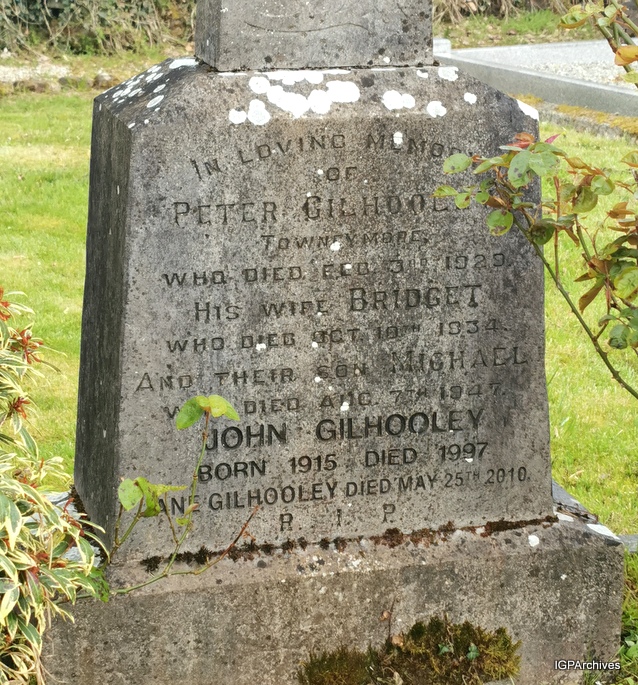 IN LOVING MEMORY
OF
PETER GILHOOLEY
TOWNAYMORE,
WHO DIED FEB 3RD 1929
HIS WIFE BRIDGET
WHO DIED OCT 18TH 1934.
AND THEIR SON MICHAEL
WHO DIED AUG 7TH 1947.
JOHN GILHOOLEY
BORN 1915 DIED 1997
GILHOOLEY DIED MAY 25TH 2010.
R I P
IGPArchives